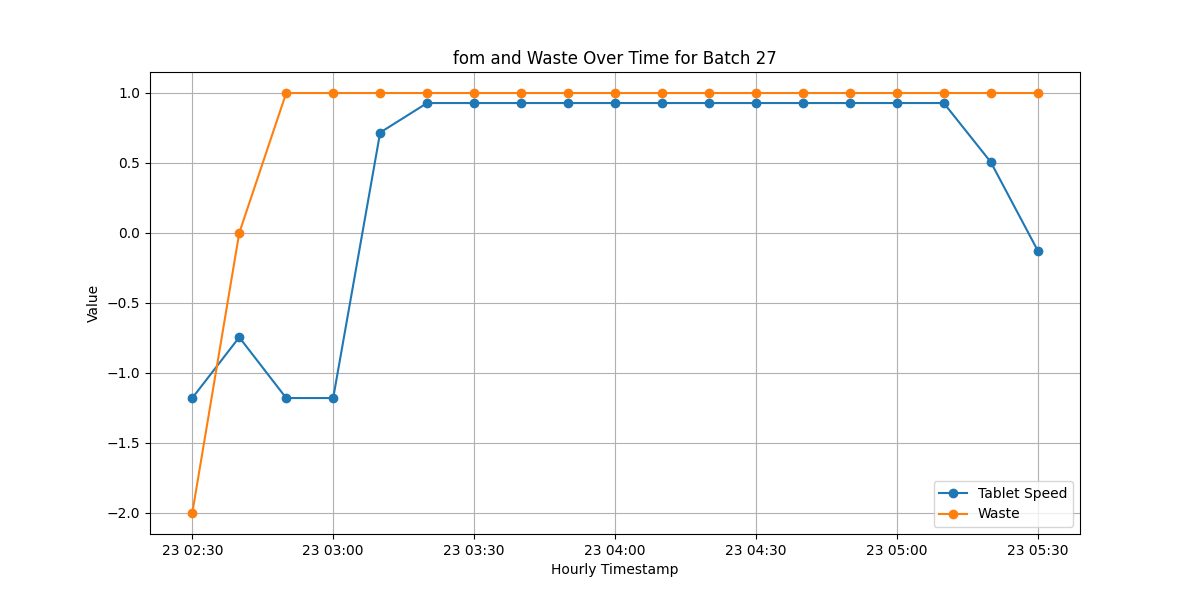 fom and Waste Over Time for Batch 27
1.0
0.5
0.0
−0.5
−1.0
−1.5
−2.0
Value
Tablet Speed
Waste
23 02:30 23 03:00 23 03:30 23 04:00 23 04:30 23 05:00 23 05:30
Hourly Timestamp